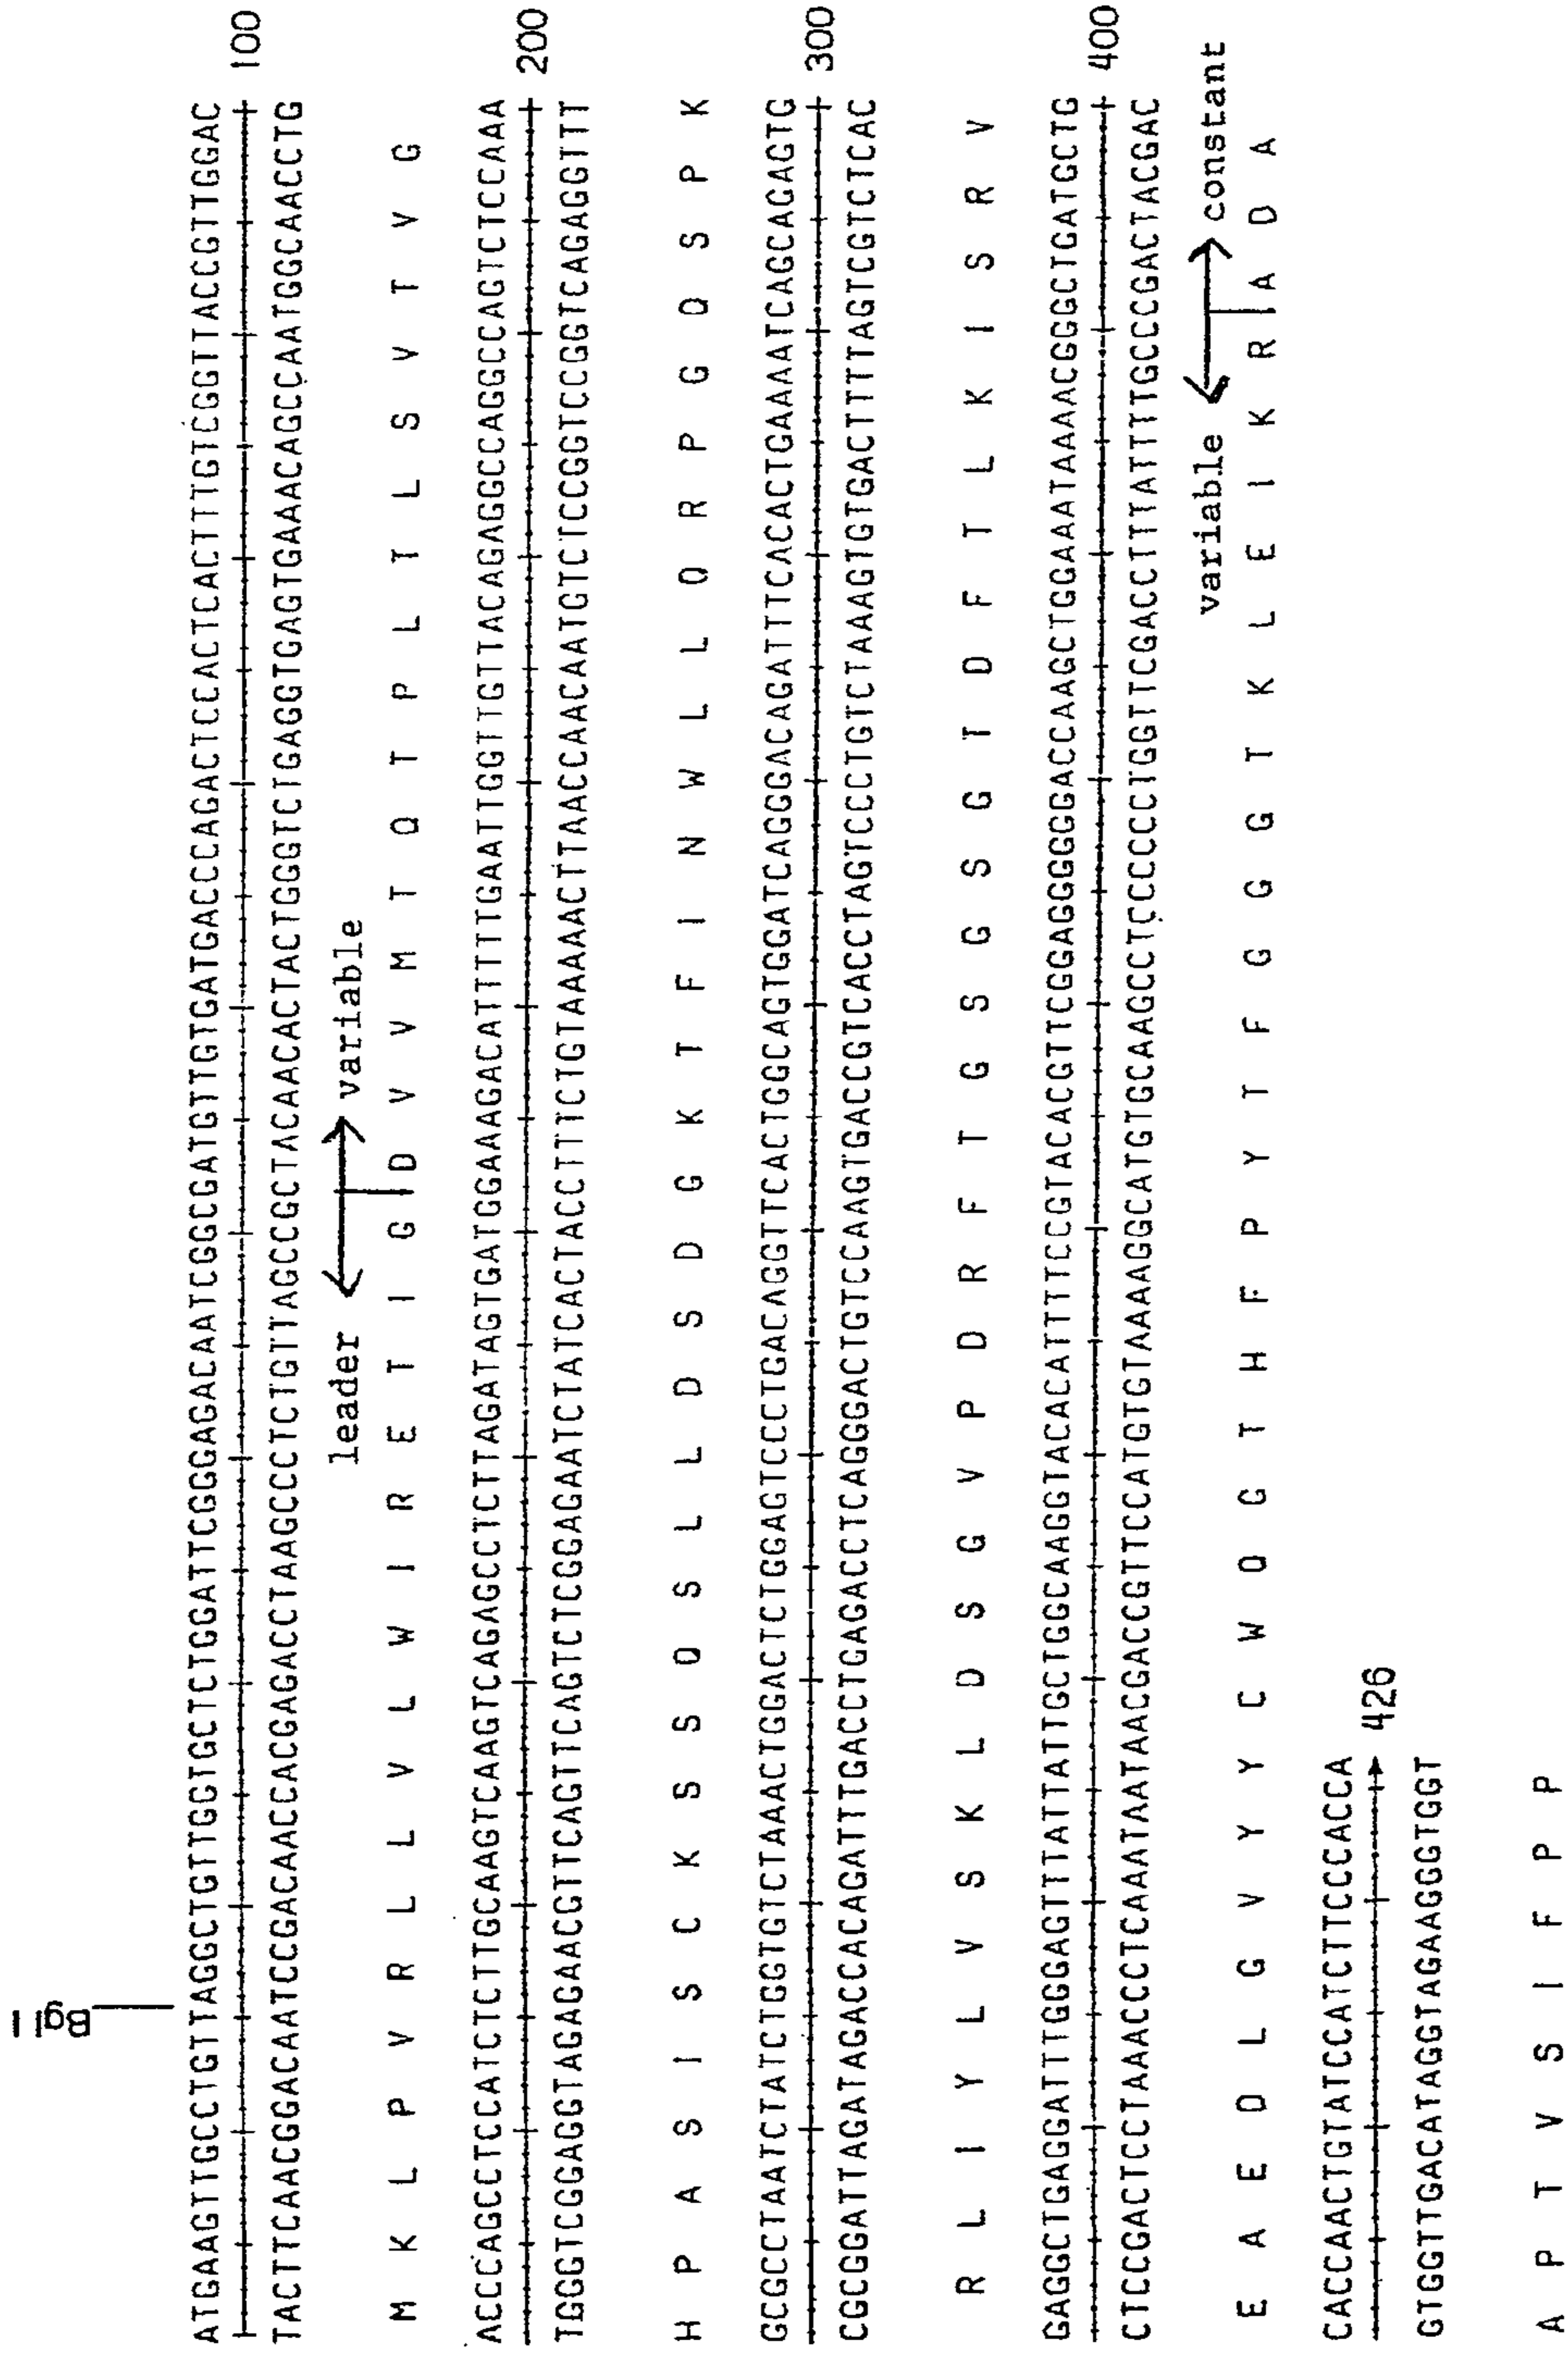 BglI
ATGAAGTTGCCTGTTAGGCTGTTGGTGCTCTGGATTCGGGAGACAATCGGCGATGTTGTGATGACCCAGACTCCACTCACTTTGTCGGTTACCGTTGGAC
100
TACTTCAACGGACAATCCGACAACCACGAGACCTAAGCCCTCTGTTAGCCGCTACAACACTACTGGGTCTGAGGTGAGTGAAACAGCCAATGGCAACCTG
leader variable
M K L P V R L L V L W I R E T I G D V V M T Q T P L T L S V T V G
ACCCAGCCTCCATCTCTTGCAAGTCAAGTCAGAGCCTCTTAGATAGTGATGGAAAGACATTTTTGAATTGGTTGTTACAGAGGCCAGGCCAGTCTCCAAA
200
TGGGTCGGAGGTAGAGAACGTTCAGTTCAGTCTCGGAGAATCTATCACTACCTTTCTGTAAAAACTTAACCAACAATGTCTCCGGTCCGGTCAGAGGTTT
H P A S I S C K S S Q S L L D S D G K T F I N W L L Q R P G Q S P K
GCGCCTAATCTATCTGGTGTCTAAACTGGACTCTGGAGTCCCTGACAGGTTCACTGGCAGTGGATCAGGGACAGATTTCACACTGAAAATCAGCAGAGTG
300
CGCGGATTAGATAGACCACAGATTTGACCTGAGACCTCAGGGACTGTCCAAGTGACCGTCACCTAGTCCCTGTCTAAAGTGTGACTTTTAGTCGTCTCAC
R L I Y L V S K L D S G V P D R F T G S G S G T D F T L K I S R V
GAGGCTGAGGATTTGGGAGTTTATTATTGCTGGCAAGGTACACATTTTCCGTACACGTTCGGAGGGGGGACCAAGCTGGAAATAAAACGGGCTGATGCTG
400
CTCCGACTCCTAAACCCTCAAATAATAACGACCGTTCCATGTGTAAAAGGCATGTGCAAGCCTCCCCCCTGGTTCGACCTTTATTTTGCCCGACTACGAC
variable constant
E A E D L G V Y Y C W Q G T H F P Y T F G G G T K L E I K R A D A
CACCAACTGTATCCATCTTCCCACCA
426
GTGGTTGACATAGGTAGAAGGGTGGT
A P T V S I F P P